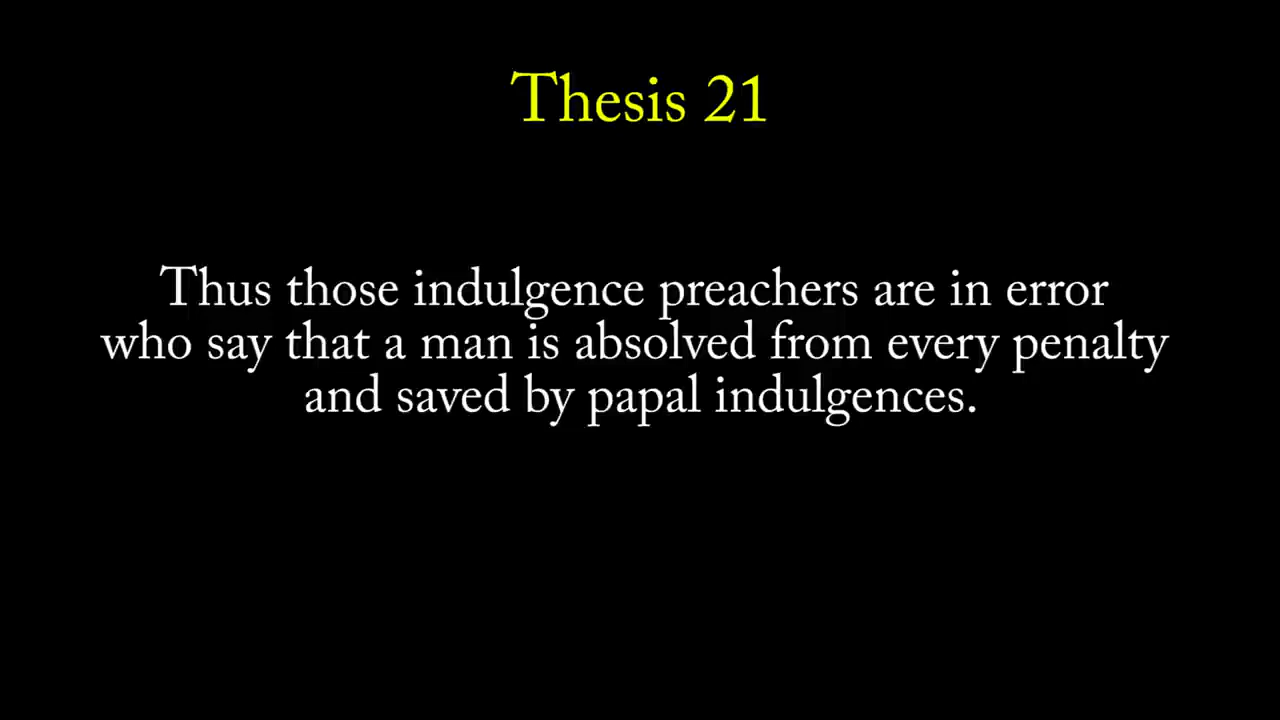 Thesis 21
Thus those indulgence preachers are in error
who say that a man is absolved from every penalty
and saved by papal indulgences.